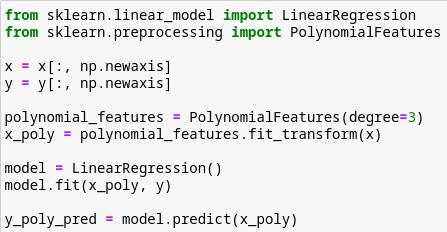 from sklearn.linear_model import LinearRegression
from sklearn.preprocessing import PolynomialFeatures
x = x[:, np.newaxis]
y = y[:, np.newaxis]
polynomial_features = PolynomialFeatures(degree=3)
x_poly = polynomial_features.fit_transform(x)
model = LinearRegression()
model.fit(x_poly, y)
y_poly_pred = model.predict(x_poly)